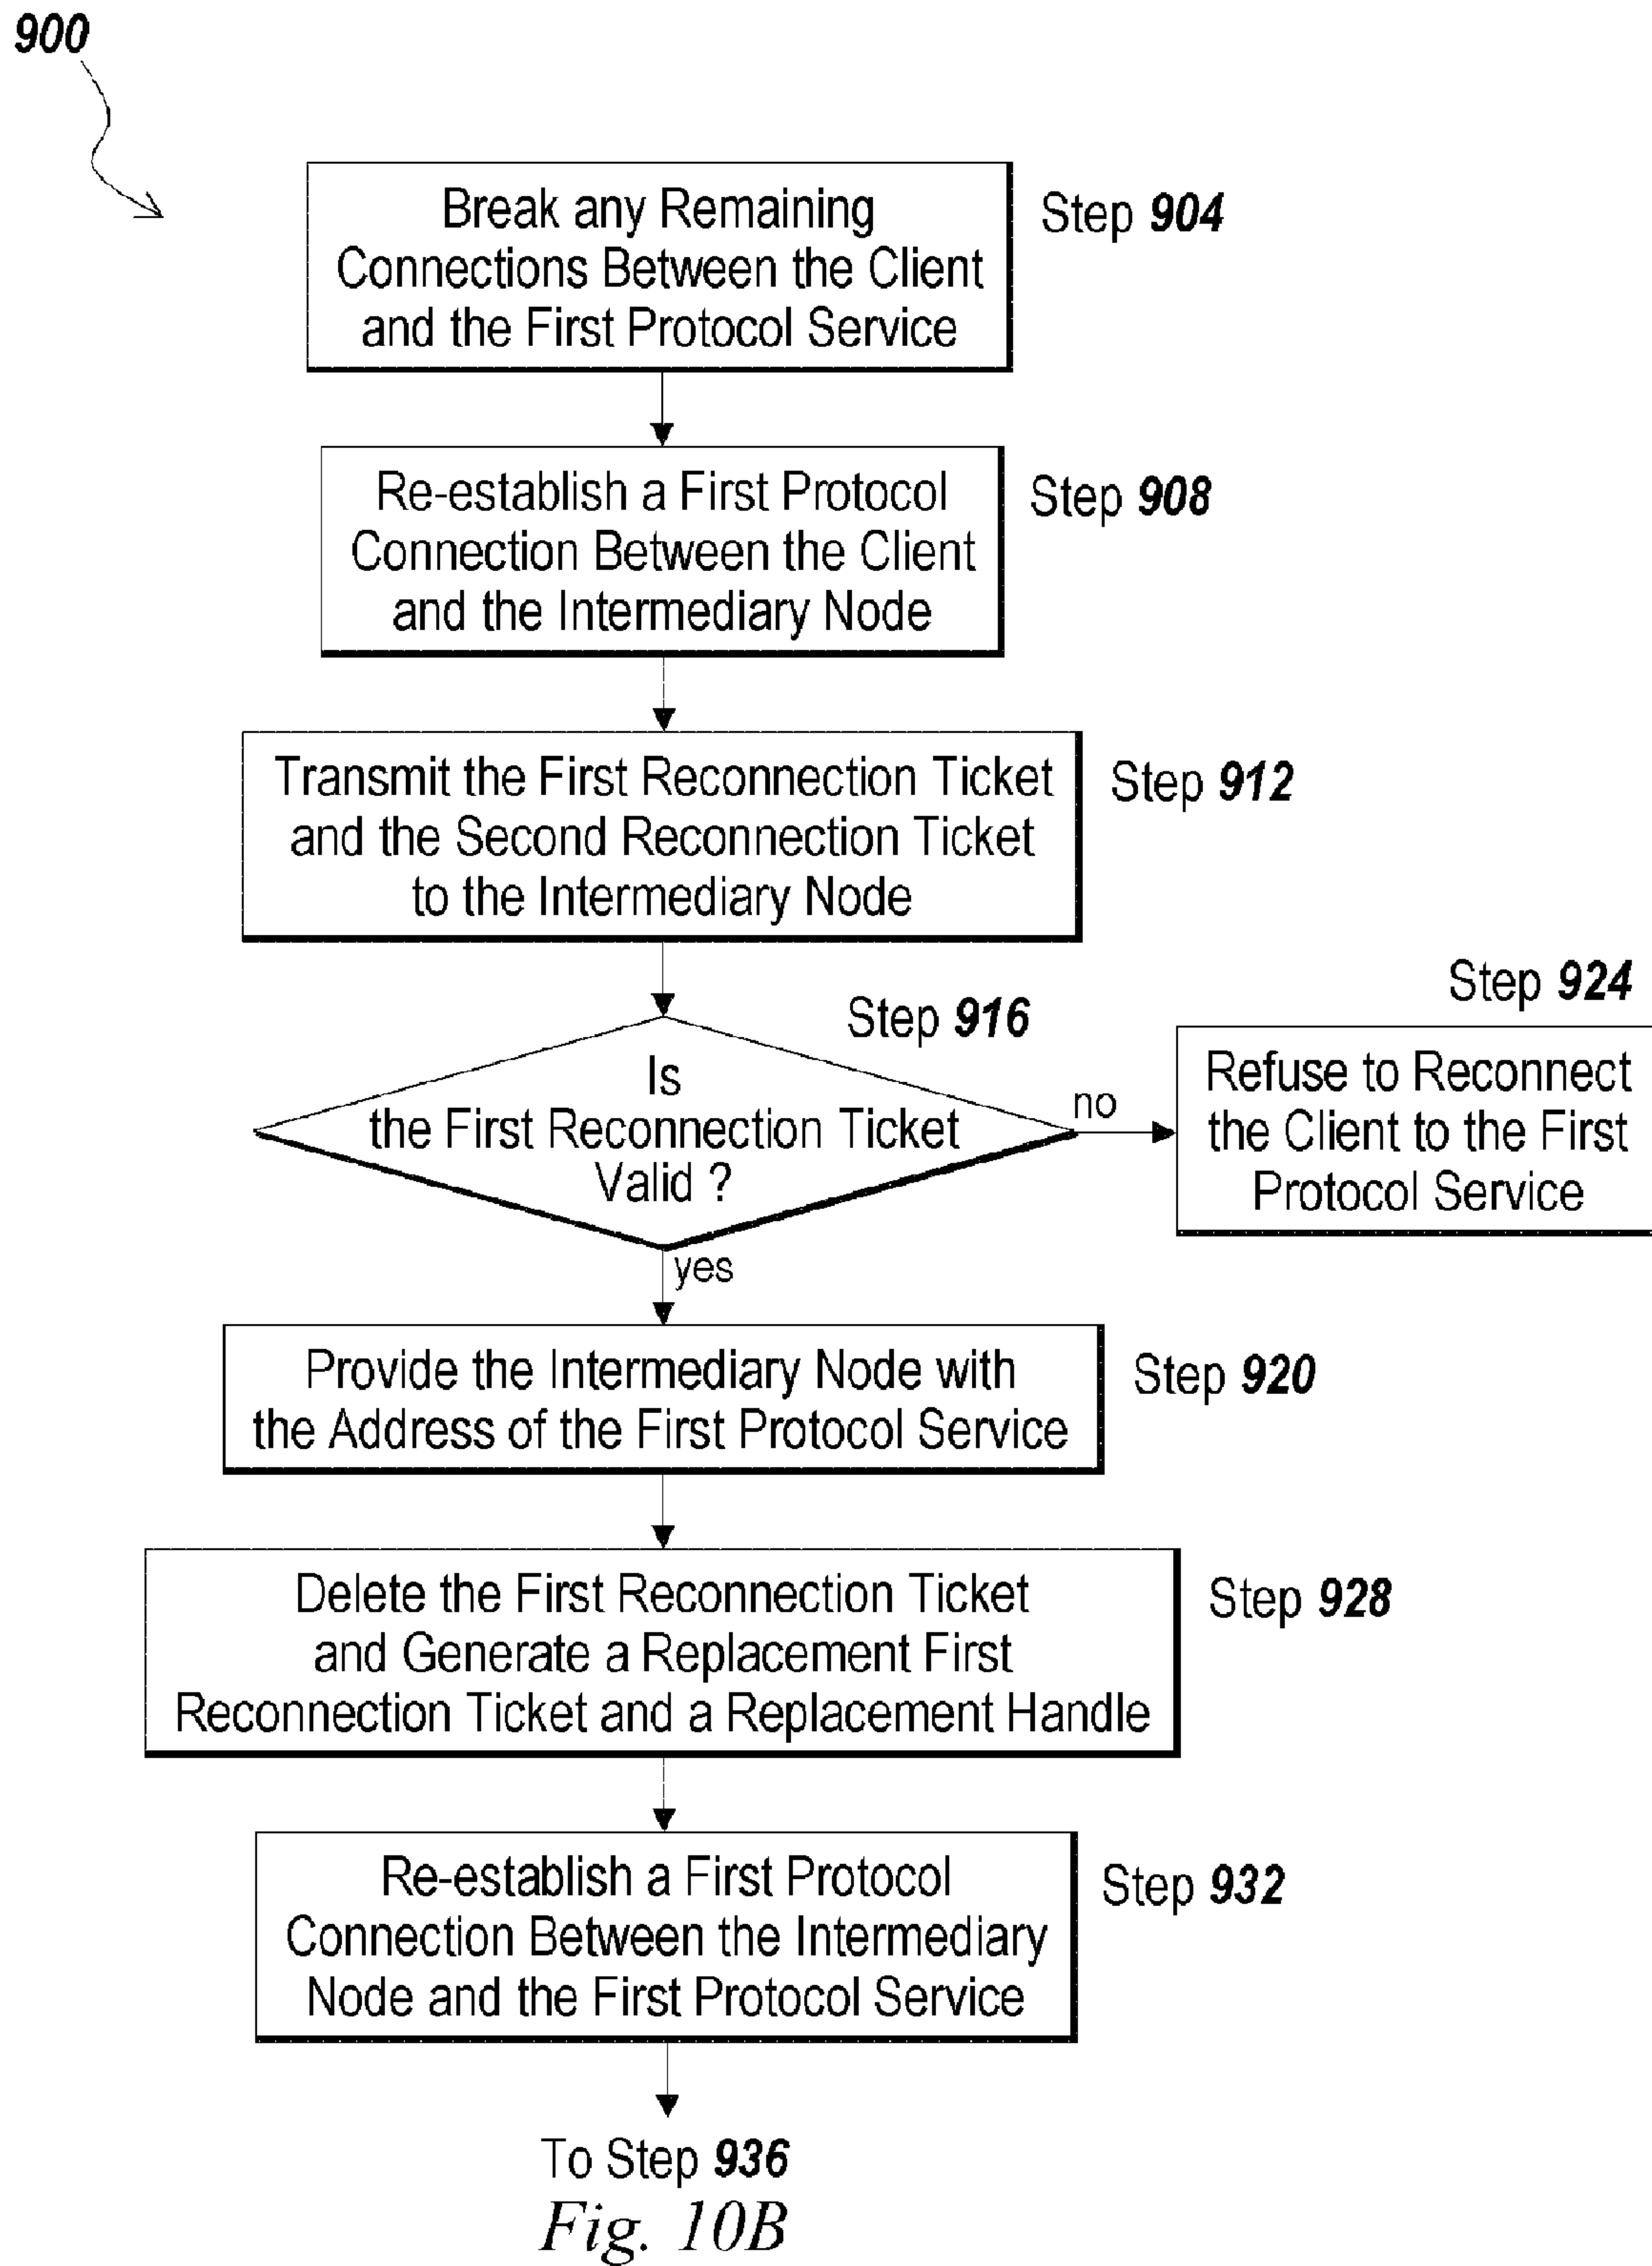 900
Break any Remaining
Connections Between the Client
and the First Protocol Service
Step 904
Re-establish a First Protocol
Connection Between the Client
and the Intermediary Node
Step 908
Transmit the First Reconnection Ticket
and the Second Reconnection Ticket
to the Intermediary Node
Step 912
Step 916
Is
the First Reconnection Ticket
Valid ?
no
Step 924
Refuse to Reconnect
the Client to the First
Protocol Service
yes
Provide the Intermediary Node with
the Address of the First Protocol Service
Step 920
Delete the First Reconnection Ticket
and Generate a Replacement First
Reconnection Ticket and a Replacement Handle
Step 928
Re-establish a First Protocol
Connection Between the Intermediary
Node and the First Protocol Service
Step 932
To Step 936
Fig. 10B